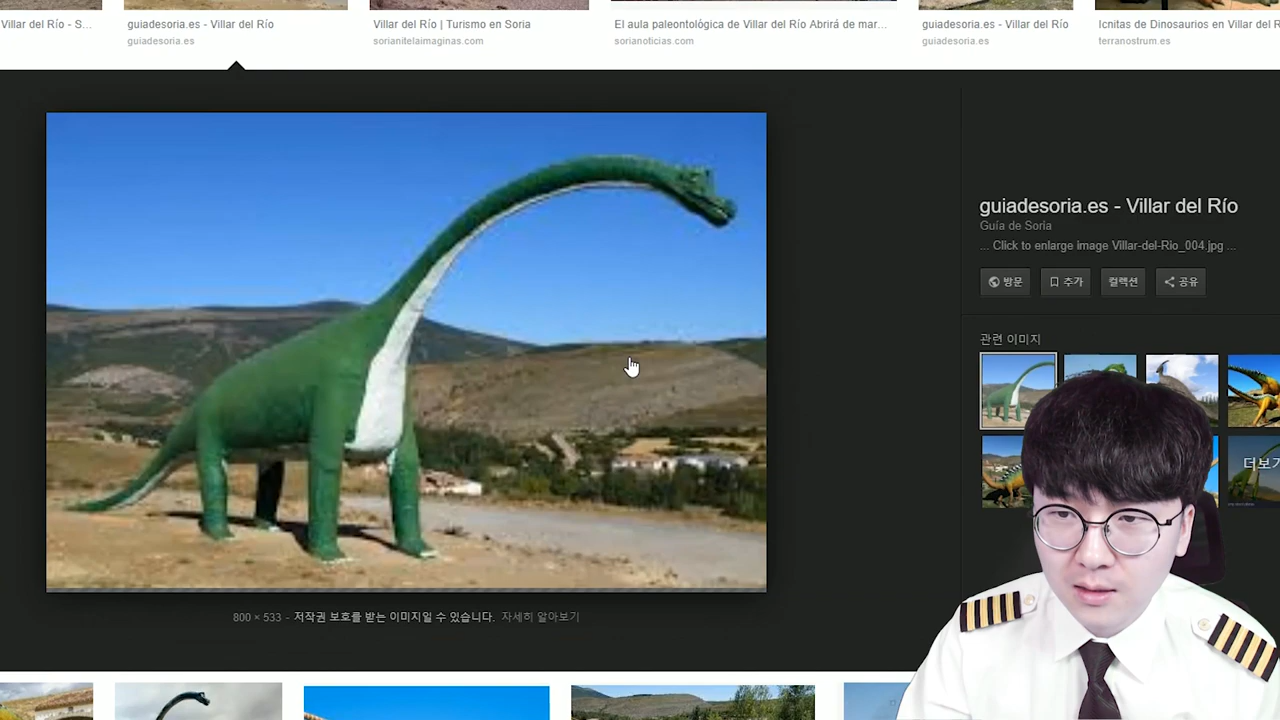 Villar del Río - S...
guiadesoria.es - Villar del Río
guiadesoria.es
Villar del Río | Turismo en Soria
sorianitelaimaginas.com
El aula paleontológica de Villar del Río Abrirá de mar...
sorianoticias.com
guiadesoria.es - Villar del Río
guiadesoria.es
Icnitas de Dinosaurios en Villar del R
terranostrum.es
guiadesoria.es - Villar del Río
Guía de Soria
... Click to enlarge image Villar-del-Rio_004.jpg ...
방문 추가 컬렉션 공유
관련 이미지
더보기
800 × 533 - 저작권 보호를 받는 이미지일 수 있습니다. 자세히 알아보기